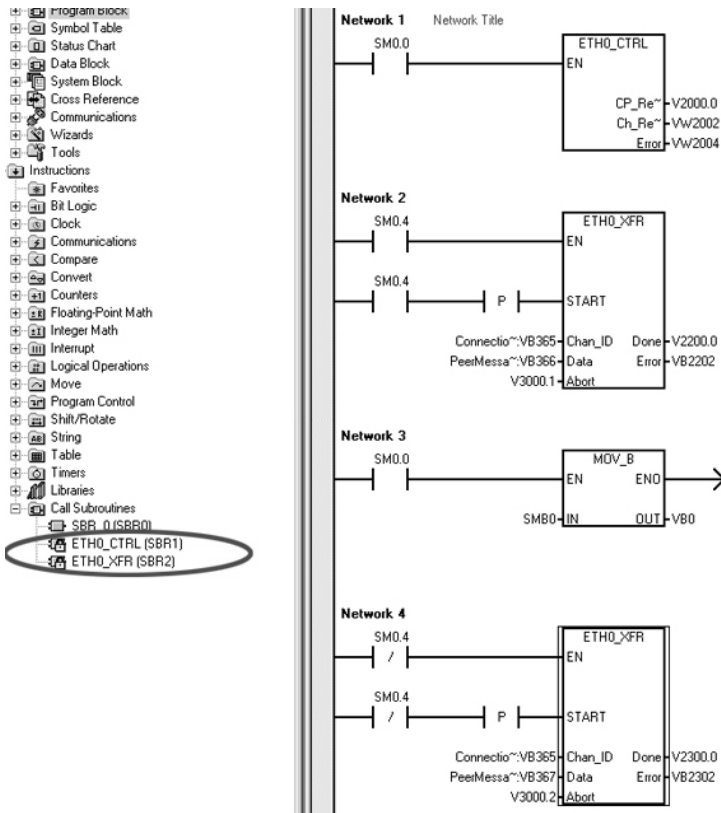 Program Block
Symbol Table
Status Chart
Data Block
System Block
Cross Reference
Communications
Wizards
Tools
Instructions
Favorites
Bit Logic
Clock
Communications
Compare
Convert
Counters
Floating-Point Math
Integer Math
Interrupt
Logical Operations
Move
Program Control
Shift/Rotate
String
Table
Timers
Libraries
Call Subroutines
SBR_0 (SBR0)
ETH0_CTRL (SBR1)
ETH0_XFR (SBR2)
Network 1 Network Title
SM0.0 ETH0_CTRL
EN
CP_Re~ V2000.0
Ch_Re~ VW2002
Error VW2004
Network 2
SM0.4 ETH0_XFR
EN
SM0.4
P START
Connectio~:VB365 Chan_ID Done V2200.0
PeerMessa~:VB366 Data Error VB2202
V3000.1 Abort
Network 3
SM0.0 MOV_B
EN ENO
SMB0 IN OUT VB0
Network 4
SM0.4 ETH0_XFR
/ EN
SM0.4
/ P START
Connectio~:VB365 Chan_ID Done V2300.0
PeerMessa~:VB367 Data Error VB2302
V3000.2 Abort